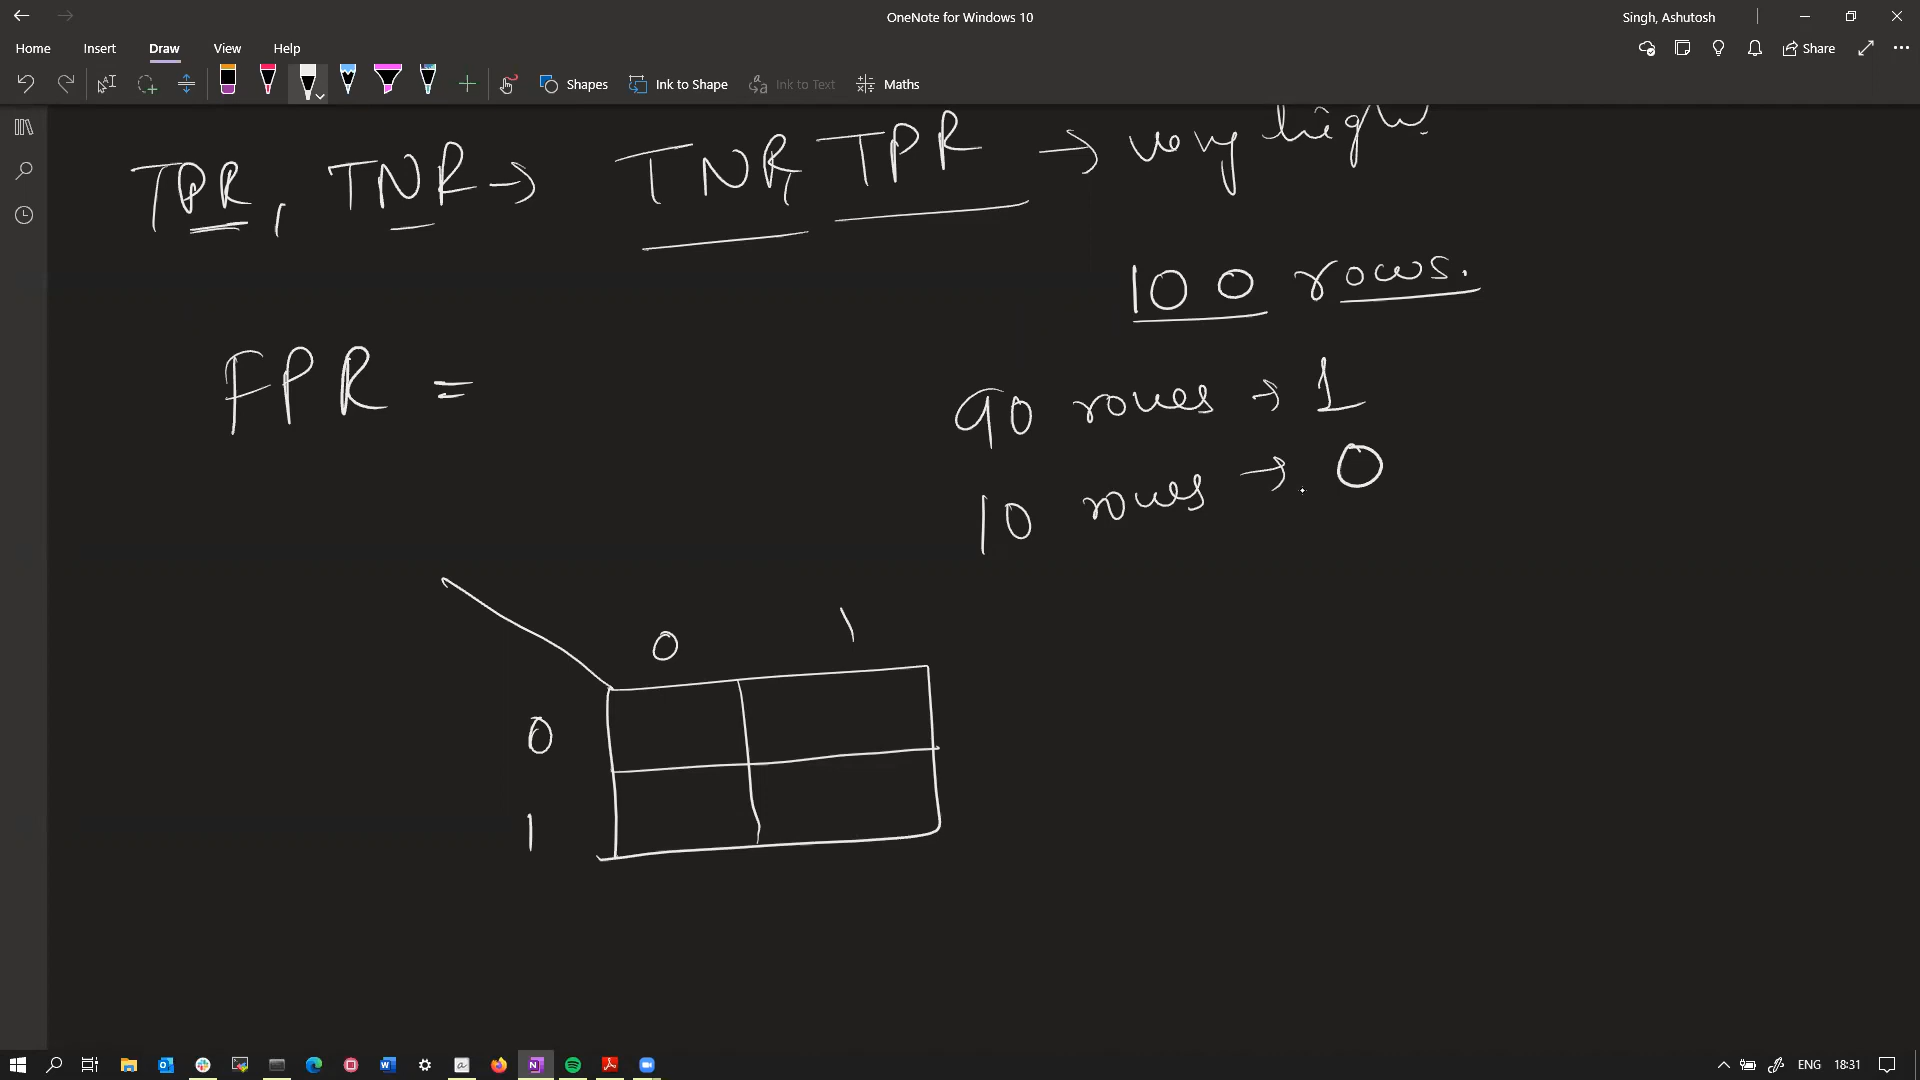 OneNote for Windows 10
Singh, Ashutosh
Home Insert Draw View Help
Share
Shapes Ink to Shape Ink to Text Maths
TPR, TNR → TNR, TPR → very high.
100 rows.
FPR =
90 rows → 1
10 rows → 0
0 1
0
1
ENG 18:31